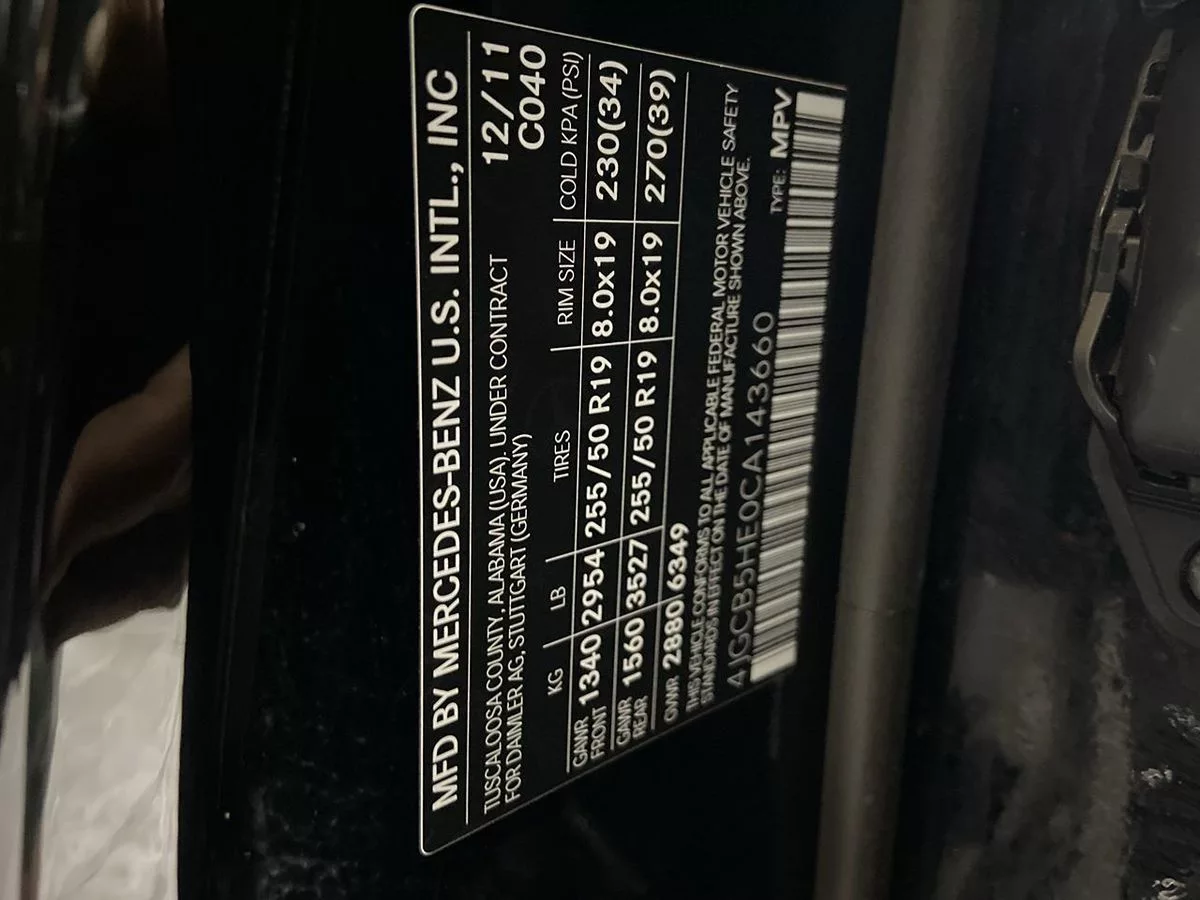 MFD BY MERCEDES-BENZ U.S. INTL., INC
TUSCALOOSA COUNTY, ALABAMA (USA). UNDER CONTRACT 12/11
FOR DAIMLER AG, STUTTGART (GERMANY) C040
KG LB TIRES RIM SIZE COLD KPA (PSI)
GAWR FRONT 1340 2954 255/50 R19 8.0x19 230(34)
GAWR REAR 1560 3527 255/50 R19 8.0x19 270(39)
GVWR 2880 6349
THIS VEHICLE CONFORMS TO ALL APPLICABLE FEDERAL MOTOR VEHICLE SAFETY
STANDARDS IN EFFECT ON THE DATE OF MANUFACTURE SHOWN ABOVE.
4JGCB5HE0CA143660 TYPE: MPV